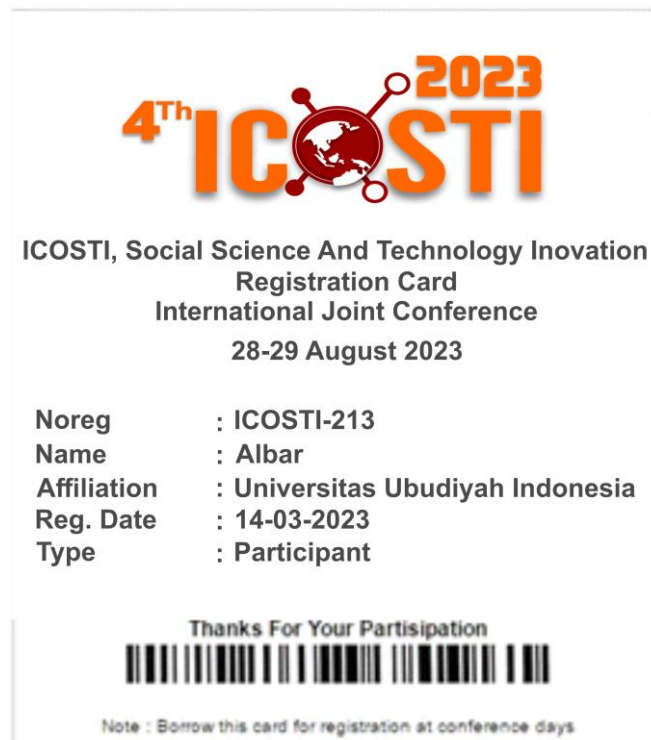 2023
4Th ICOSTI
ICOSTI, Social Science And Technology Inovation
Registration Card
International Joint Conference
28-29 August 2023
Noreg : ICOSTI-213
Name : Albar
Affiliation : Universitas Ubudiyah Indonesia
Reg. Date : 14-03-2023
Type : Participant
Thanks For Your Partisipation
Note : Borrow this card for registration at conference days